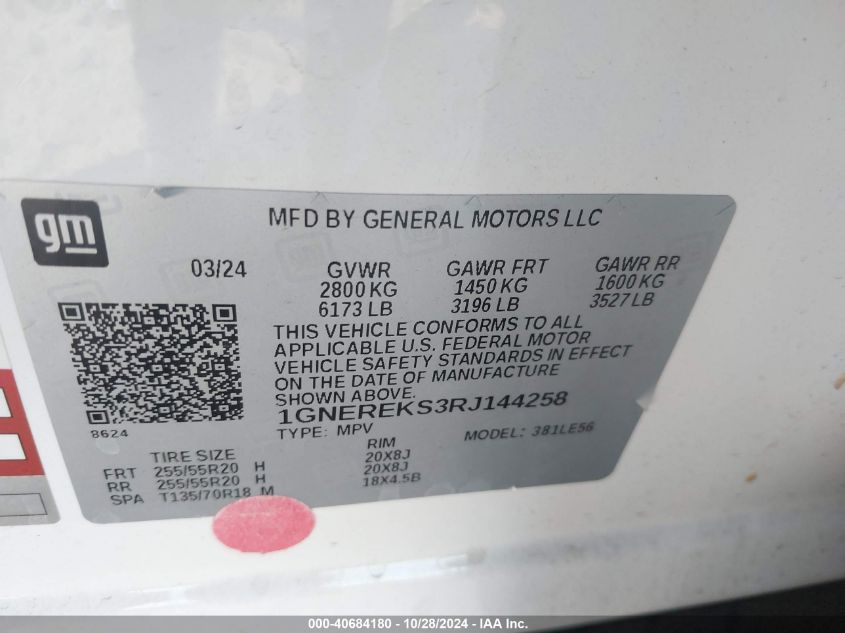 gm
MFD BY GENERAL MOTORS LLC
03/24 GVWR GAWR FRT GAWR RR
2800 KG 1450 KG 1600 KG
6173 LB 3196 LB 3527 LB
THIS VEHICLE CONFORMS TO ALL
APPLICABLE U.S. FEDERAL MOTOR
VEHICLE SAFETY STANDARDS IN EFFECT
ON THE DATE OF MANUFACTURE
SHOWN ABOVE.
1GNEREKS3RJ144258
8624 TYPE: MPV MODEL: 381LE56
TIRE SIZE RIM
FRT 255/55R20 H 20X8J
RR 255/55R20 H 20X8J
SPA T135/70R18 M 18X4.5B
000-40684180 | 10/28/2024 - IAAI.com